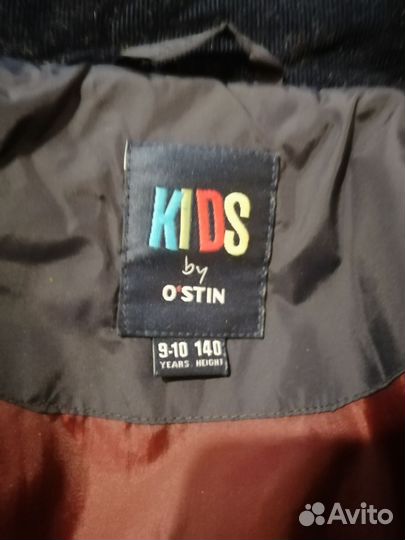 KIDS
by
O'STIN
9-10 140
YEARS HEIGHT
Avito